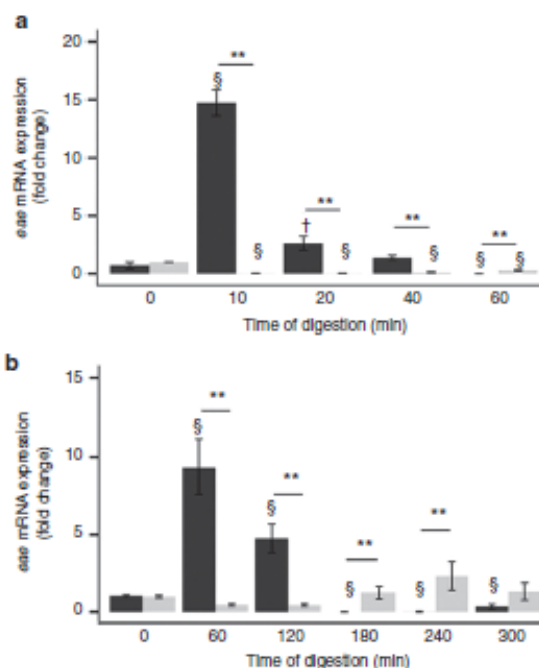 a
eae mRNA expression
(fold change)
20
15
10
5
0
§
**
†
**
§
§
**
§
**
§
§
0 10 20 40 60
Time of digestion (min)
b
eae mRNA expression
(fold change)
15
10
5
0
§
**
§
**
§
**
§
**
§
0 60 120 180 240 300
Time of digestion (min)